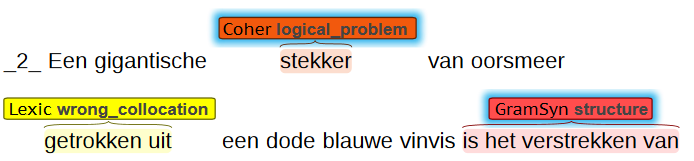 Coher logical_problem
_2_ Een gigantische stekker van oorsmeer
Lexic wrong_collocation GramSyn structure
getrokken uit een dode blauwe vinvis is het verstrekken van